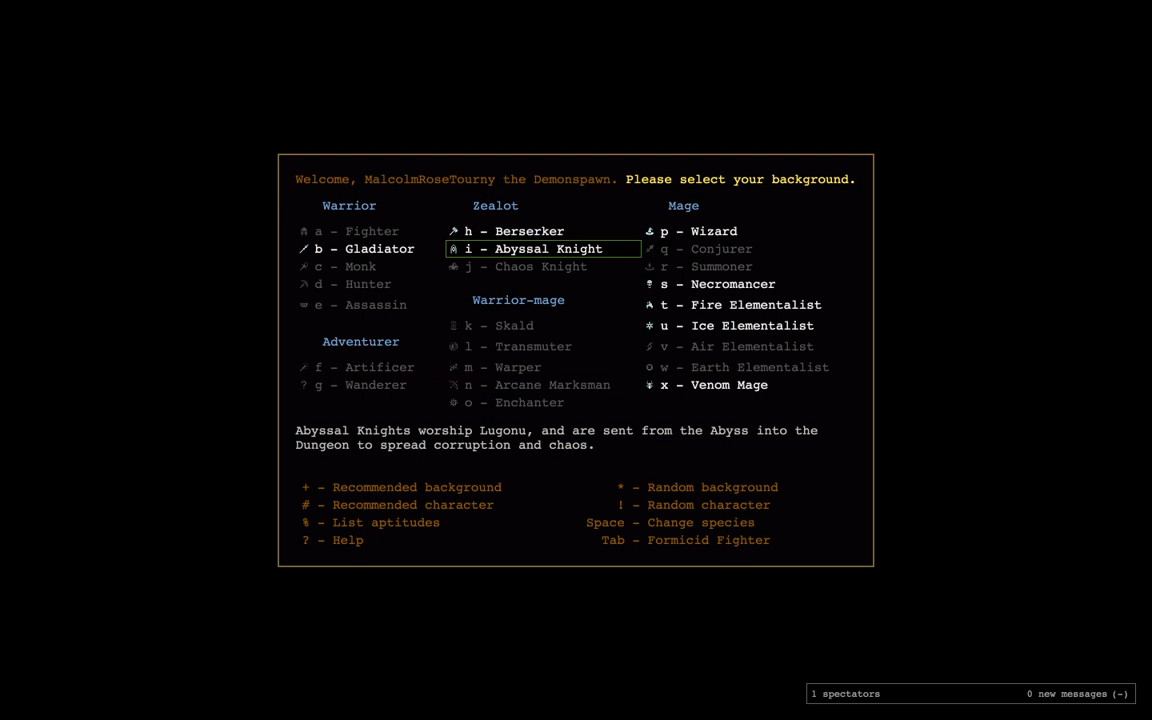 Welcome, MalcolmRoseTourny the Demonspawn. Please select your background.
Warrior Zealot Mage
a - Fighter h - Berserker p - Wizard
b - Gladiator i - Abyssal Knight q - Conjurer
c - Monk j - Chaos Knight r - Summoner
d - Hunter s - Necromancer
Warrior-mage
e - Assassin t - Fire Elementalist
k - Skald u - Ice Elementalist
Adventurer l - Transmuter v - Air Elementalist
f - Artificer m - Warper w - Earth Elementalist
g - Wanderer n - Arcane Marksman x - Venom Mage
o - Enchanter
Abyssal Knights worship Lugonu, and are sent from the Abyss into the
Dungeon to spread corruption and chaos.
+ - Recommended background * - Random background
# - Recommended character ! - Random character
% - List aptitudes Space - Change species
? - Help Tab - Formicid Fighter
1 spectators 0 new messages (-)